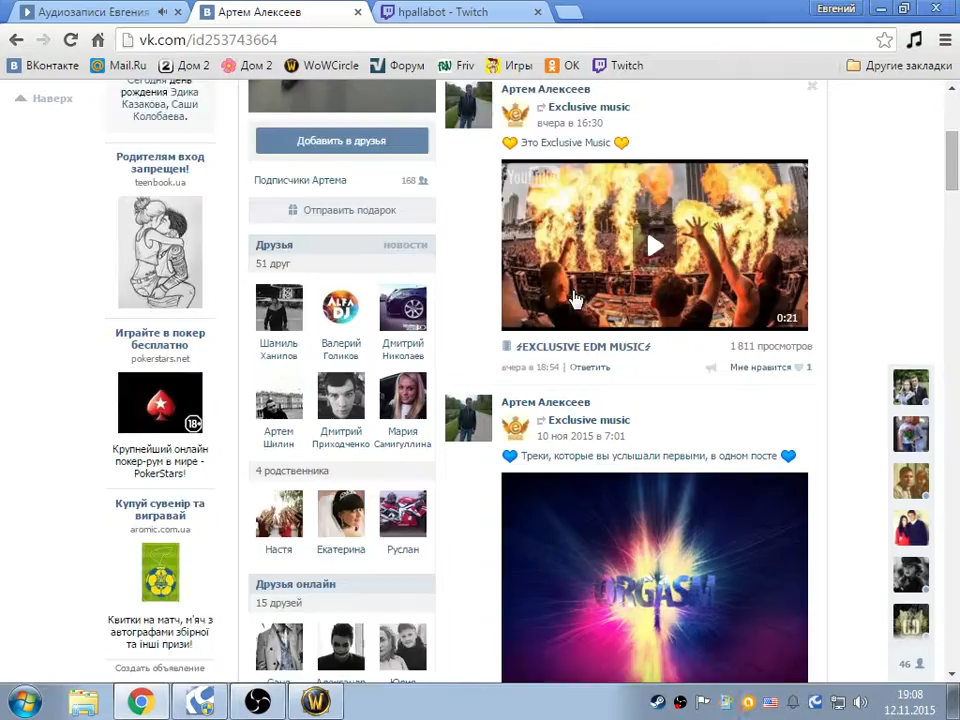 Аудиозаписи Евгения
Артем Алексеев
hpallabot - Twitch
Евгений
vk.com/id253743664
ВКонтакте
Mail.Ru
Дом 2
Дом 2
WoWCircle
Форум
Friv
Игры
ОК
Twitch
Другие закладки
Наверх
Сегодня день
рождения Эдика
Казакова, Саши
Колобаева.
Родителям вход
запрещен!
teenbook.ua
Играйте в покер
бесплатно
pokerstars.net
18+
Крупнейший онлайн
покер-рум в мире -
PokerStars!
Купуй сувенір та
вигравай
aromic.com.ua
Квитки на матч, м'яч з
автографами збірної
та інші призи!
Создать объявление
Добавить в друзья
Подписчики Артема 168
Отправить подарок
Друзья новости
51 друг
ALFA
DJ
Шамиль
Ханипов
Валерий
Голиков
Дмитрий
Николаев
Артем
Шилин
Дмитрий
Приходченко
Мария
Самигуллина
4 родственника
Настя
Екатерина
Руслан
Друзья онлайн
15 друзей
Артем Алексеев
Exclusive music
вчера в 16:30
Это Exclusive Music
YouTube
0:21
⚡EXCLUSIVE EDM MUSIC⚡ 1 811 просмотров
вчера в 18:54 | Ответить Мне нравится 1
Артем Алексеев
Exclusive music
10 ноя 2015 в 7:01
Треки, которые вы услышали первыми, в одном посте
ORGASM
46
19:08
12.11.2015